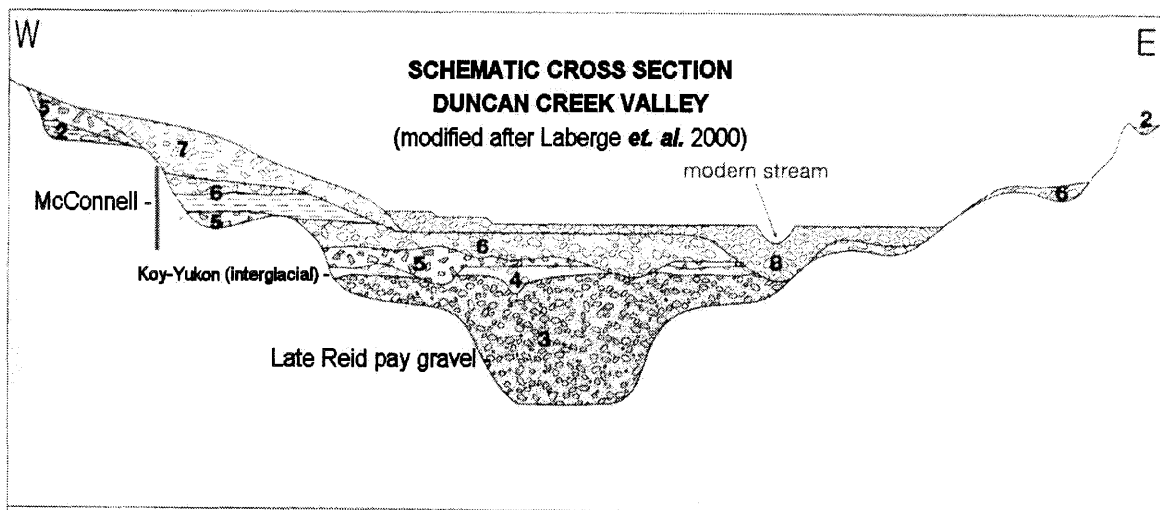 W
E
SCHEMATIC CROSS SECTION
DUNCAN CREEK VALLEY
(modified after Laberge et. al. 2000)
modern stream
5
2
2
7
McConnell -
6
6
5
6
Koy-Yukon (interglacial) -
5
4
8
3
Late Reid pay gravel -